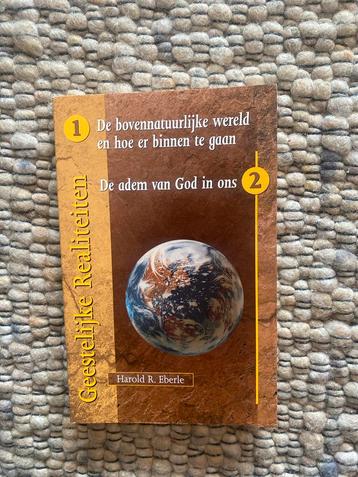 1
De bovennatuurlijke wereld
en hoe er binnen te gaan
De adem van God in ons
2
Geestelijke Realiteiten
Harold R. Eberle